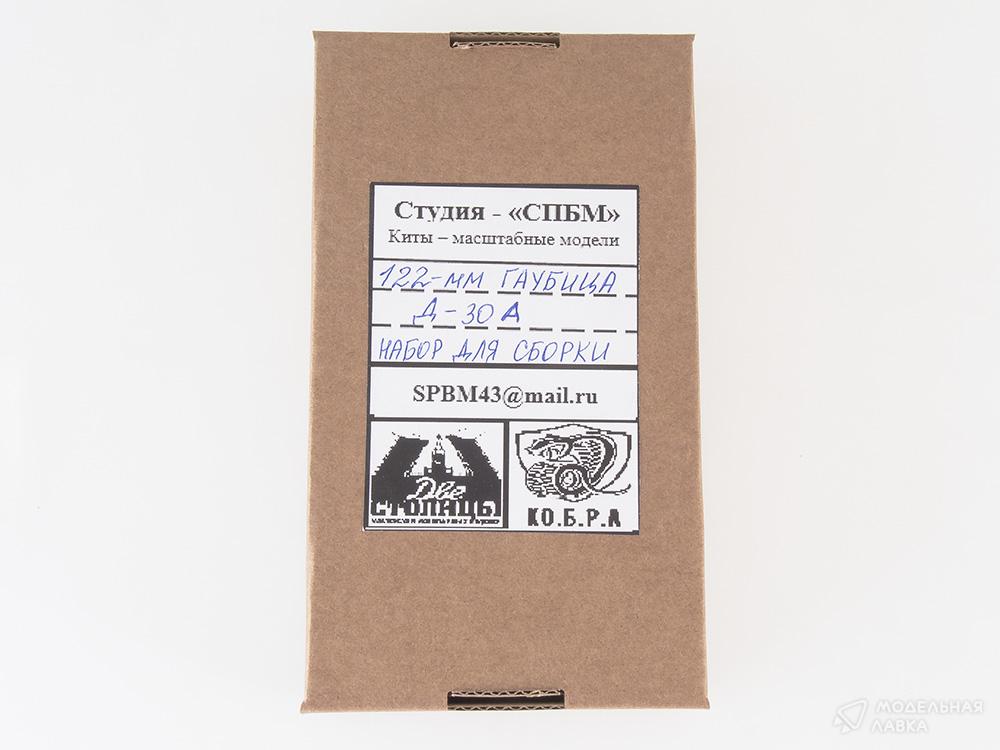 Студия - «СПБМ»
Киты – масштабные модели
122-мм ГАУБИЦА
Д-30А
НАБОР ДЛЯ СБОРКИ
SPBM43@mail.ru
Две
СТОЛИЦЫ
КО.Б.Р.А
МОДЕЛЬНАЯ
ЛАВКА